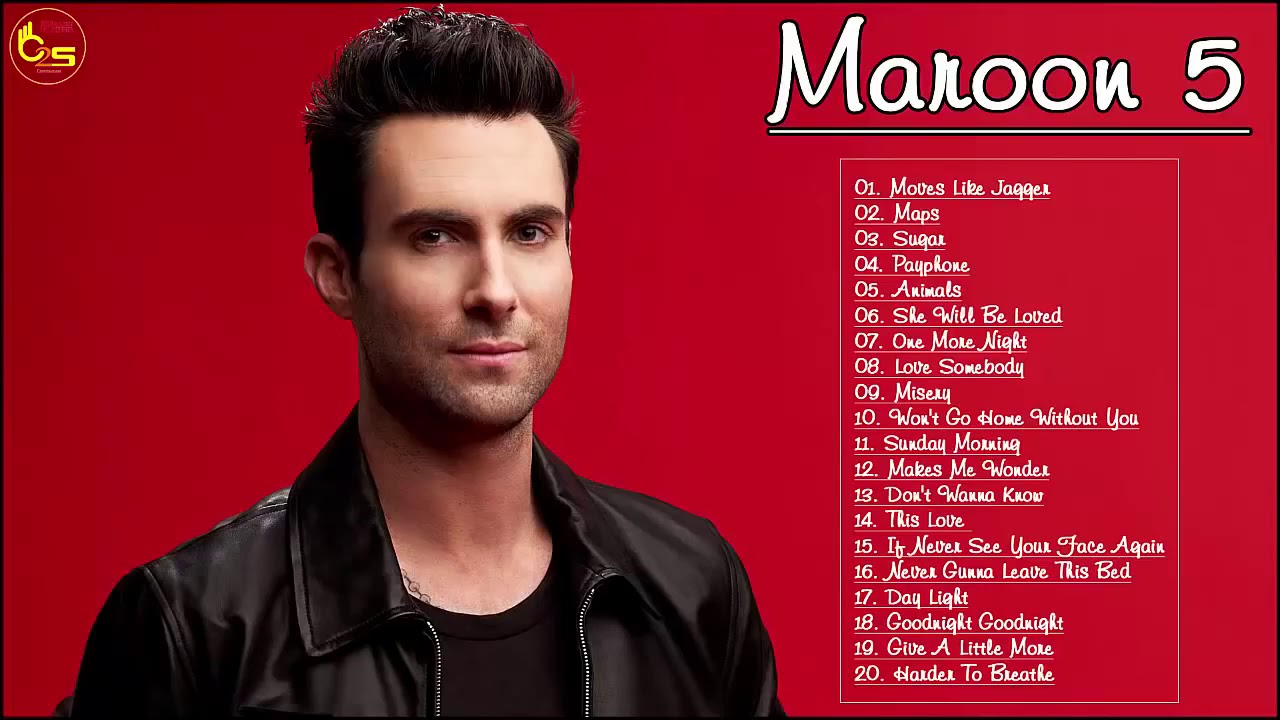 C2S
Maroon 5
01. Moves Like Jagger
02. Maps
03. Sugar
04. Payphone
05. Animals
06. She Will Be Loved
07. One More Night
08. Love Somebody
09. Misery
10. Won't Go Home Without You
11. Sunday Morning
12. Makes Me Wonder
13. Don't Wanna Know
14. This Love
15. If Never See Your Face Again
16. Never Gunna Leave This Bed
17. Day Light
18. Goodnight Goodnight
19. Give A Little More
20. Harder To Breathe